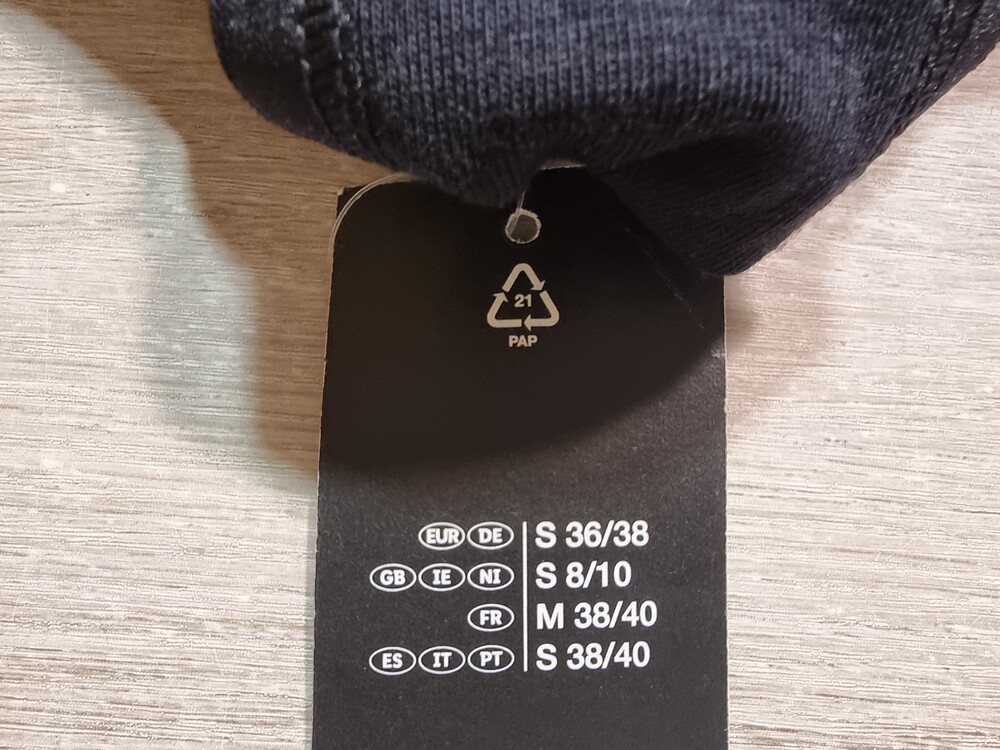 21
PAP
EUR DE S 36/38
GB IE NI S 8/10
FR M 38/40
ES IT PT S 38/40